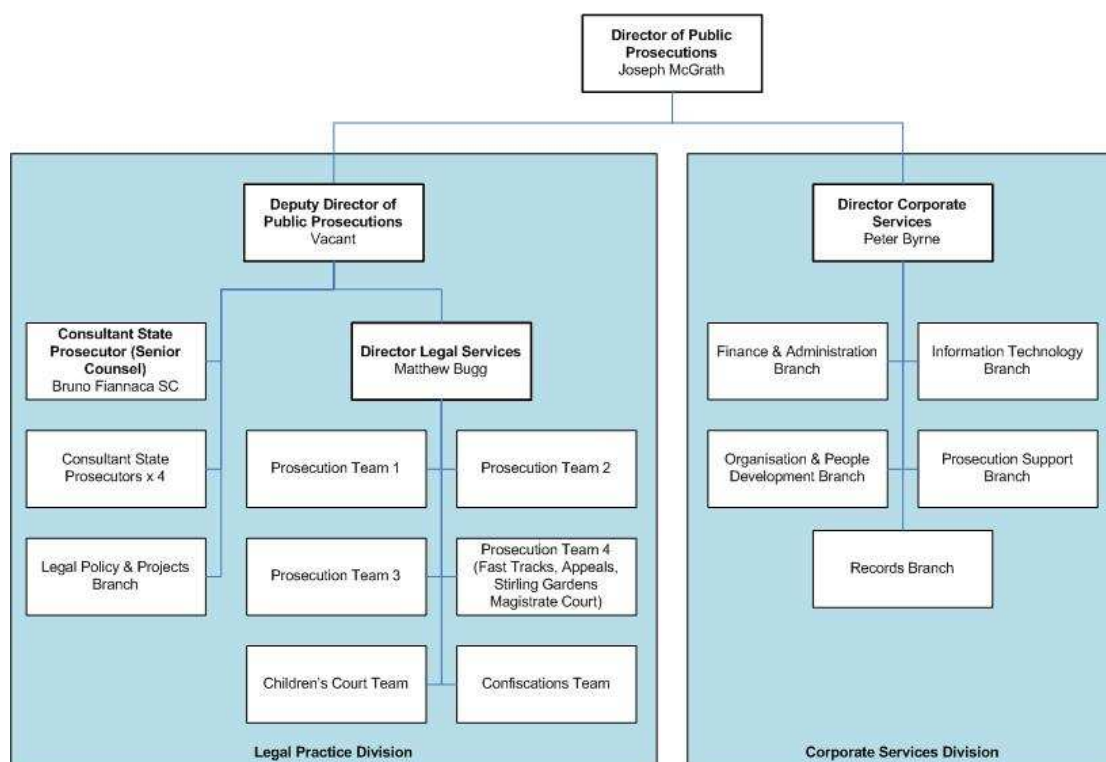 Director of Public
Prosecutions
Joseph McGrath
Deputy Director of
Public Prosecutions
Vacant
Consultant State
Prosecutor (Senior
Counsel)
Bruno Fiannaca SC
Director Legal Services
Matthew Bugg
Consultant State
Prosecutors x 4
Prosecution Team 1
Prosecution Team 2
Legal Policy & Projects
Branch
Prosecution Team 3
Prosecution Team 4
(Fast Tracks, Appeals,
Stirling Gardens
Magistrate Court)
Children's Court Team
Confiscations Team
Legal Practice Division
Director Corporate
Services
Peter Byrne
Finance & Administration
Branch
Information Technology
Branch
Organisation & People
Development Branch
Prosecution Support
Branch
Records Branch
Corporate Services Division